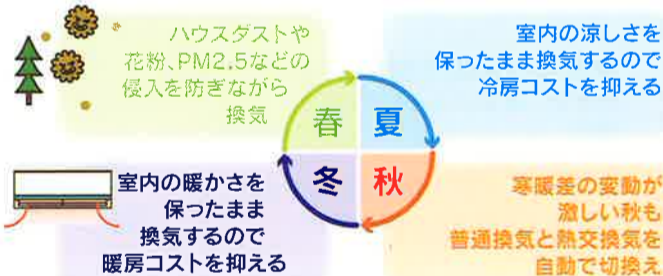 ハウスダストや
花粉、PM2.5などの
侵入を防ぎながら
換気
室内の涼しさを
保ったまま換気するので
冷房コストを抑える
春
夏
冬
秋
室内の暖かさを
保ったまま
換気するので
暖房コストを抑える
寒暖差の変動が
激しい秋も
普通換気と熱交換気を
自動で切換え